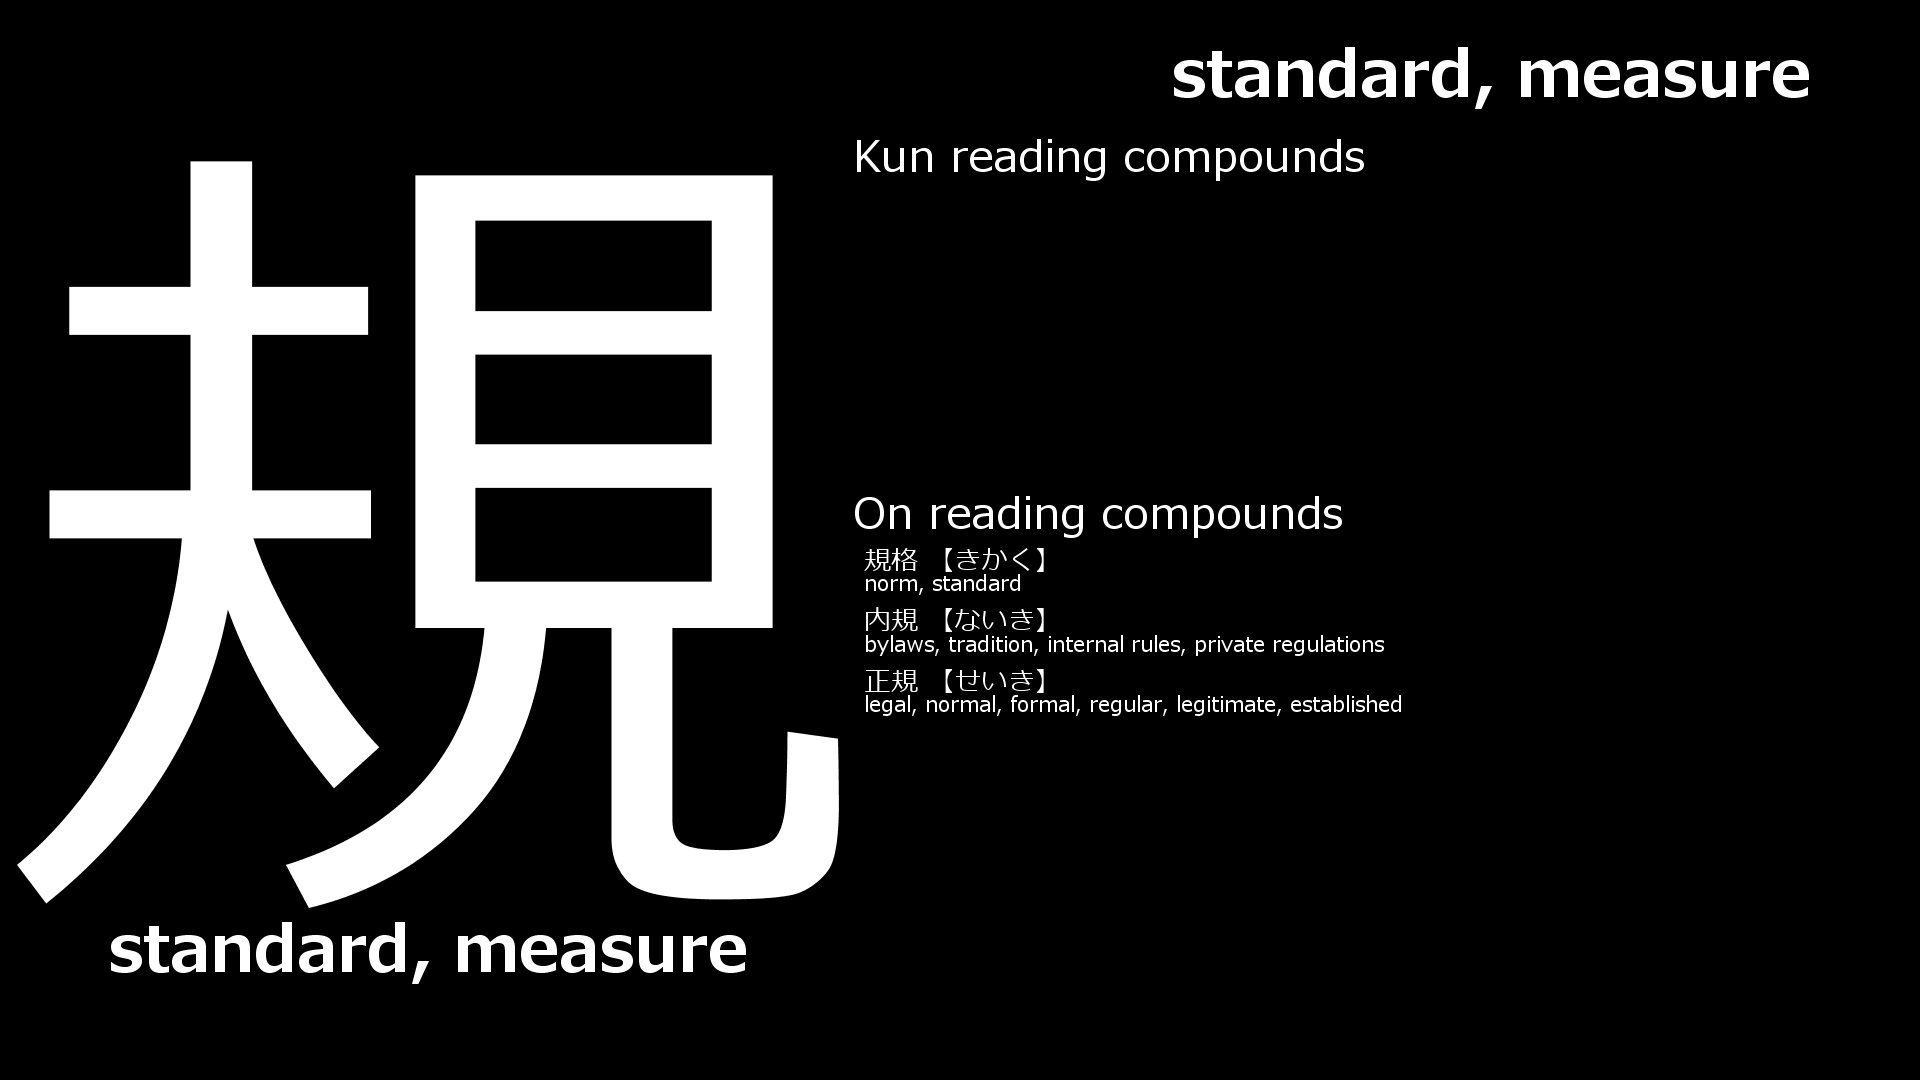 規
standard, measure
standard, measure
Kun reading compounds
On reading compounds
規格 【きかく】
norm, standard
内規 【ないき】
bylaws, tradition, internal rules, private regulations
正規 【せいき】
legal, normal, formal, regular, legitimate, established